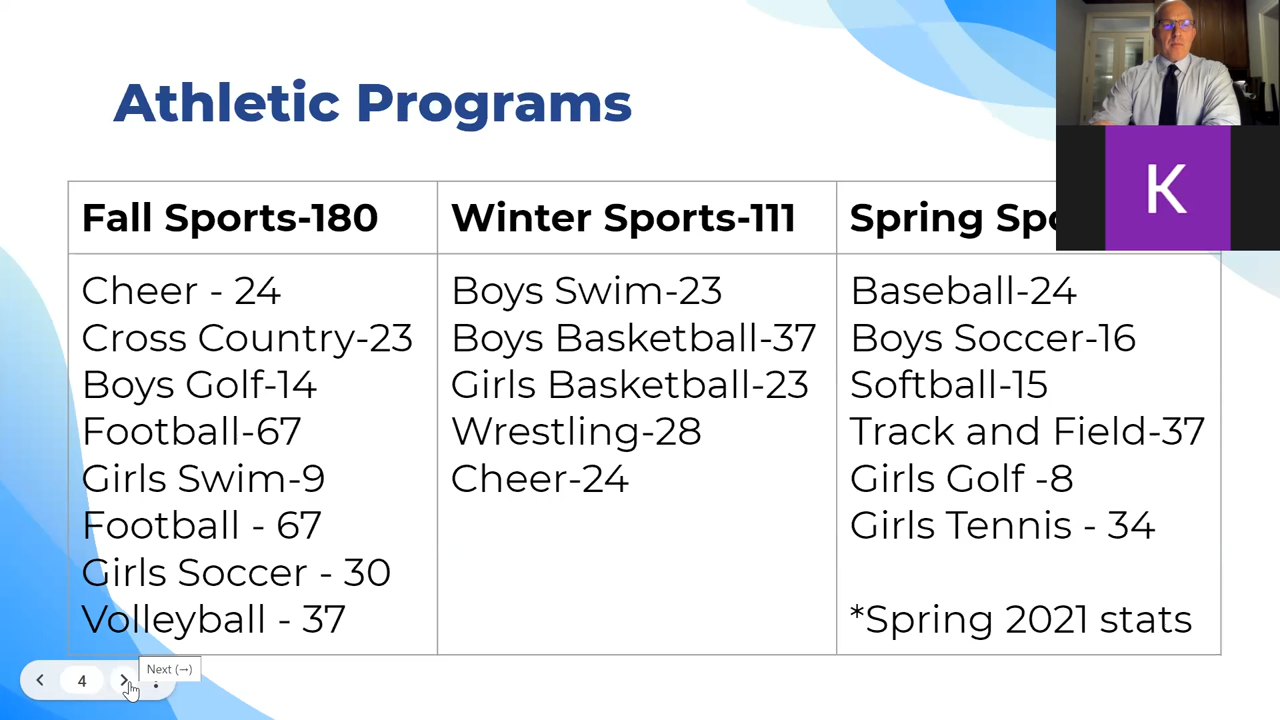 Athletic Programs
Fall Sports-180
Cheer - 24
Cross Country-23
Boys Golf-14
Football-67
Girls Swim-9
Football - 67
Girls Soccer - 30
Volleyball - 37
Winter Sports-111
Boys Swim-23
Boys Basketball-37
Girls Basketball-23
Wrestling-28
Cheer-24
Spring
Baseball-24
Boys Soccer-16
Softball-15
Track and Field-37
Girls Golf -8
Girls Tennis - 34
*Spring 2021 stats
K
4
Next (→)